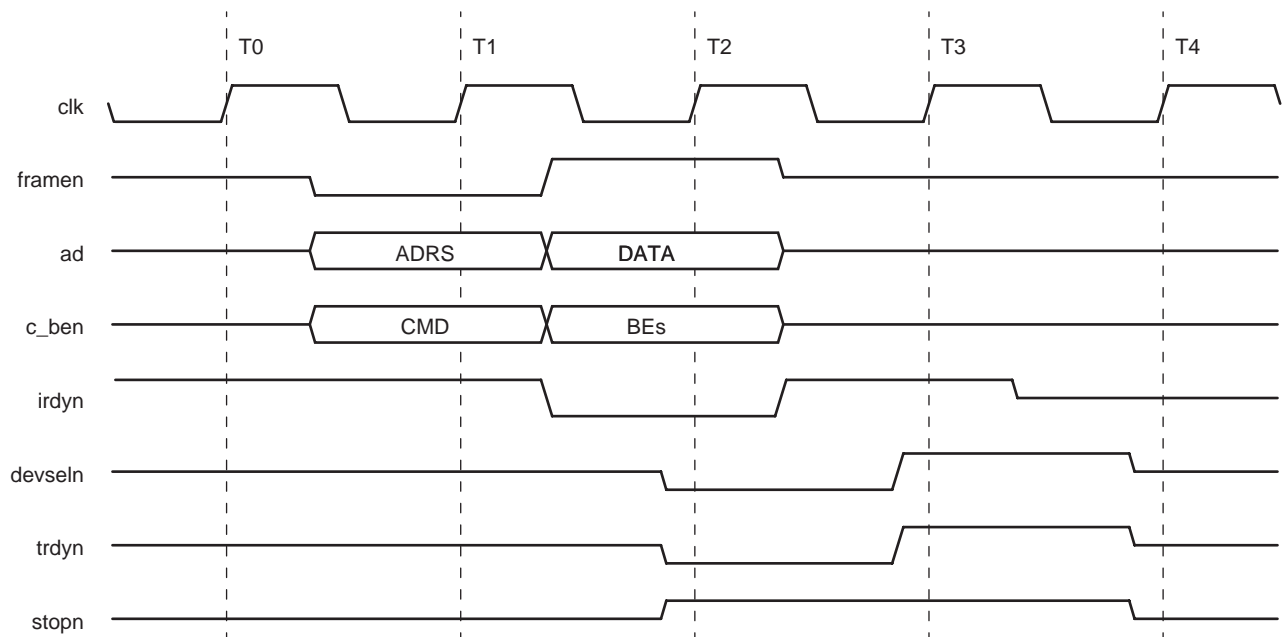 T0 T1 T2 T3 T4
clk
framen
ad ADRS DATA
c_ben CMD BEs
irdyn
devseln
trdyn
stopn